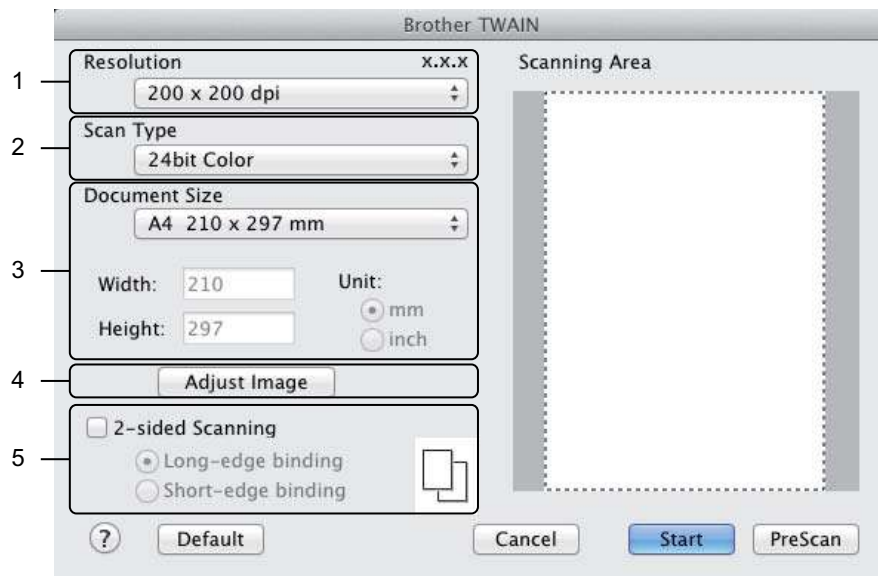 Brother TWAIN
1
Resolution x.x.x
200 x 200 dpi
2
Scan Type
24bit Color
3
Document Size
A4 210 x 297 mm
Width: 210
Height: 297
Unit:
mm
inch
4
Adjust Image
5
2-sided Scanning
Long-edge binding
Short-edge binding
Scanning Area
? Default Cancel Start PreScan